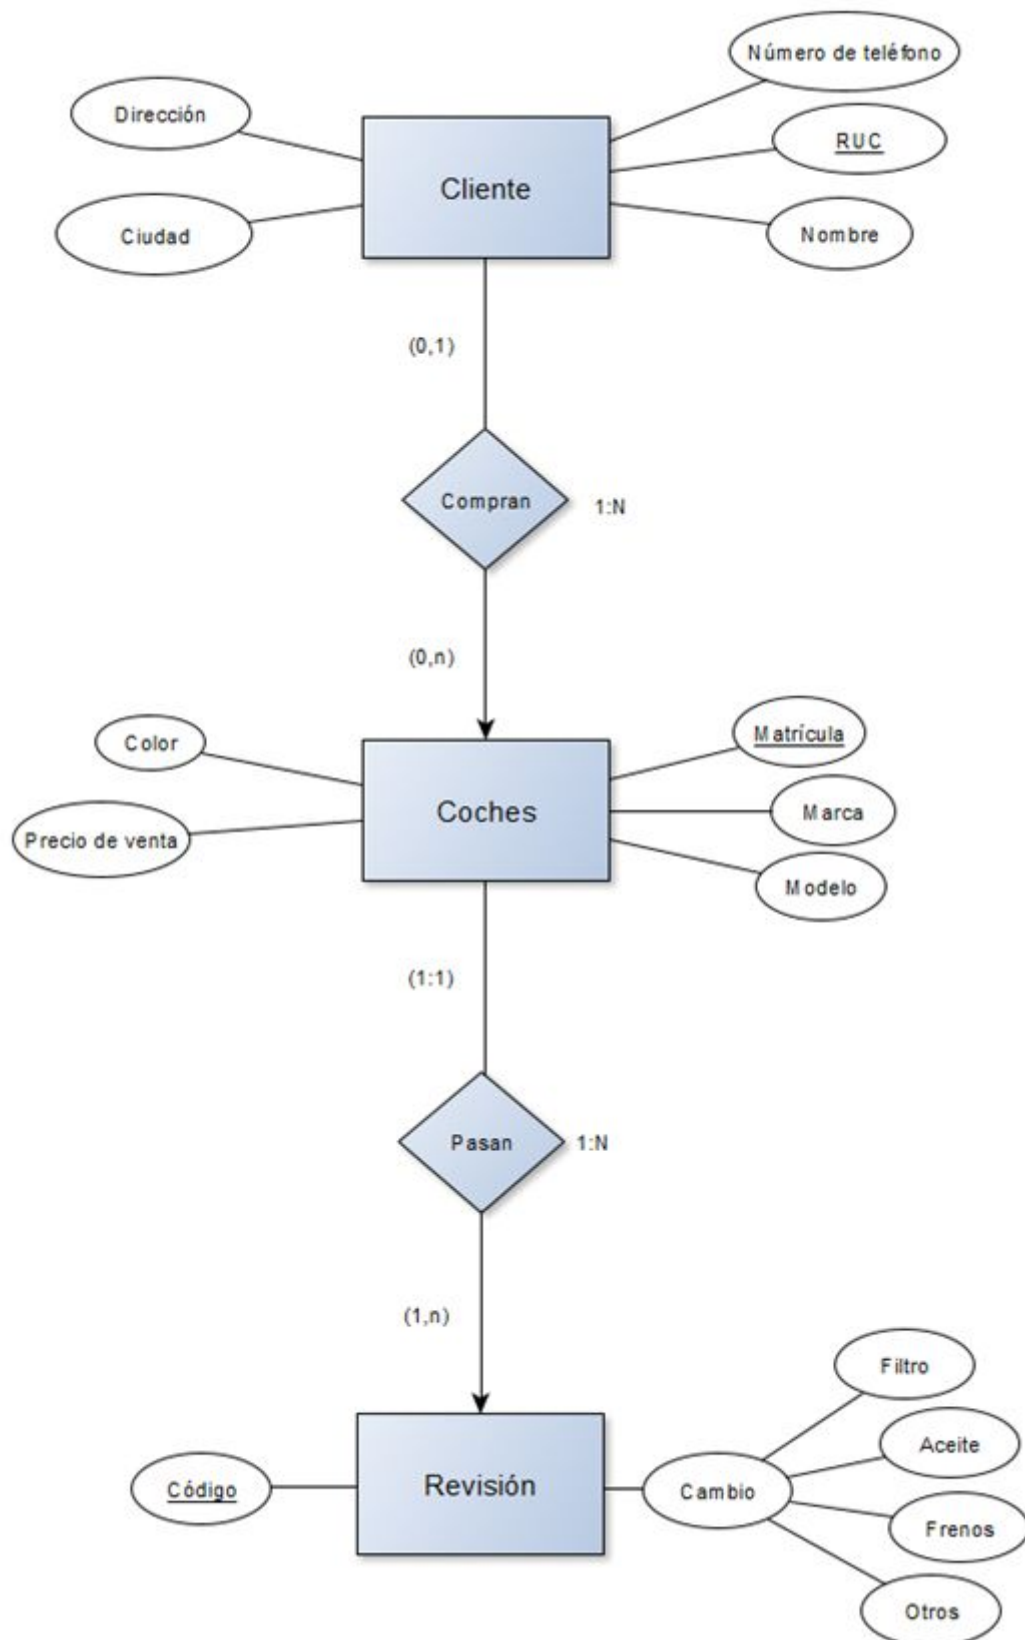 Número de teléfono
Dirección
RUC
Cliente
Ciudad
Nombre
(0,1)
Compran
1:N
(0,n)
Color
Matrícula
Coches
Marca
Precio de venta
Modelo
(1:1)
Pasan
1:N
(1,n)
Filtro
Aceite
Revisión
Código
Cambio
Frenos
Otros